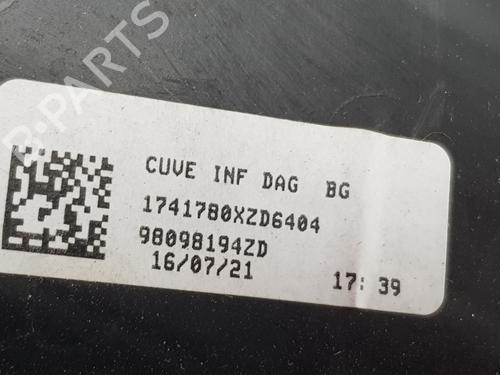 B-PARTS
CUVE INF DAG BG
1741780XZD6404
98098194ZD
16/07/21 17:39